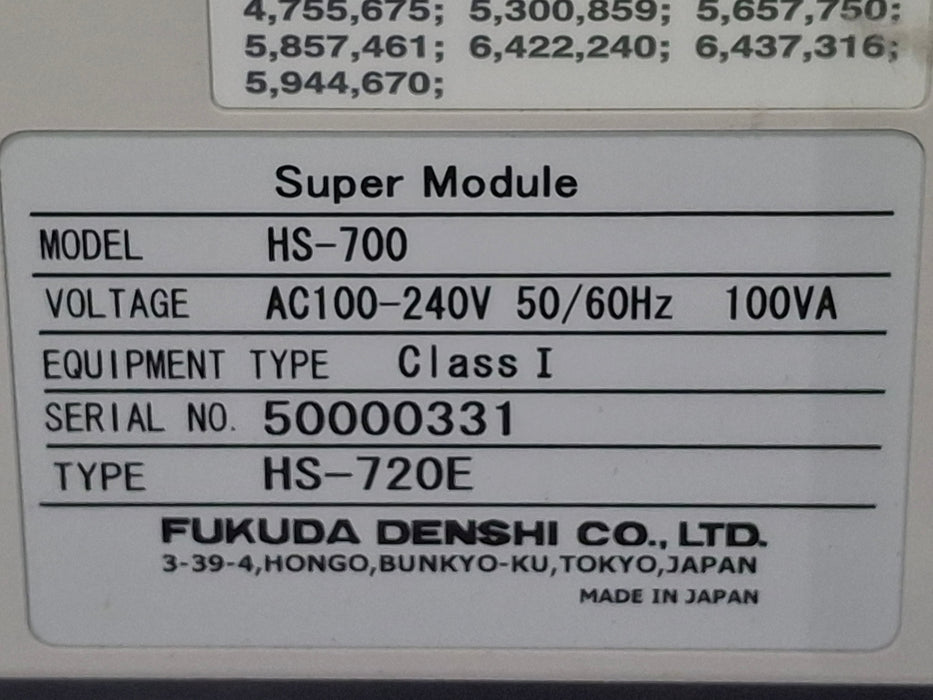 4,755,675; 5,300,859; 5,657,750;
5,857,461; 6,422,240; 6,437,316;
5,944,670;
Super Module
MODEL HS-700
VOLTAGE AC100-240V 50/60Hz 100VA
EQUIPMENT TYPE Class I
SERIAL NO. 50000331
TYPE HS-720E
FUKUDA DENSHI CO., LTD.
3-39-4,HONGO,BUNKYO-KU,TOKYO,JAPAN
MADE IN JAPAN